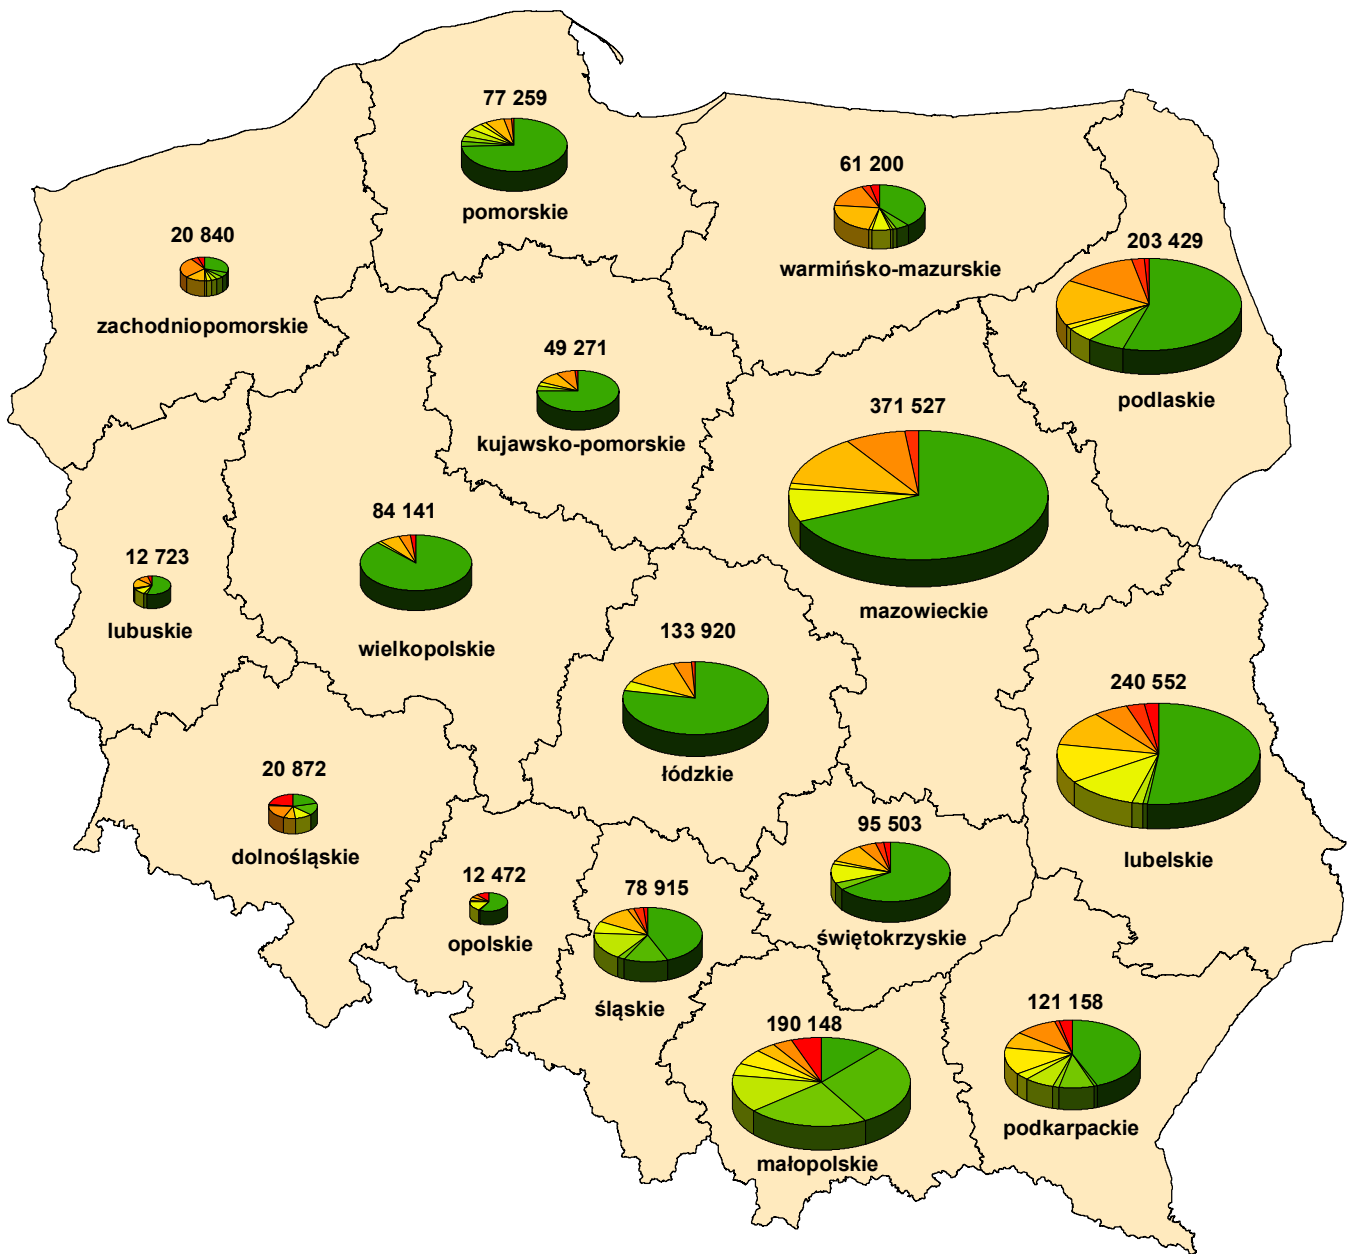 77 259
pomorskie
61 200
warmińsko-mazurskie
20 840
zachodniopomorskie
203 429
podlaskie
49 271
kujawsko-pomorskie
371 527
mazowieckie
84 141
wielkopolskie
12 723
lubuskie
133 920
łódzkie
240 552
lubelskie
20 872
dolnośląskie
95 503
świętokrzyskie
12 472
opolskie
78 915
śląskie
190 148
małopolskie
121 158
podkarpackie